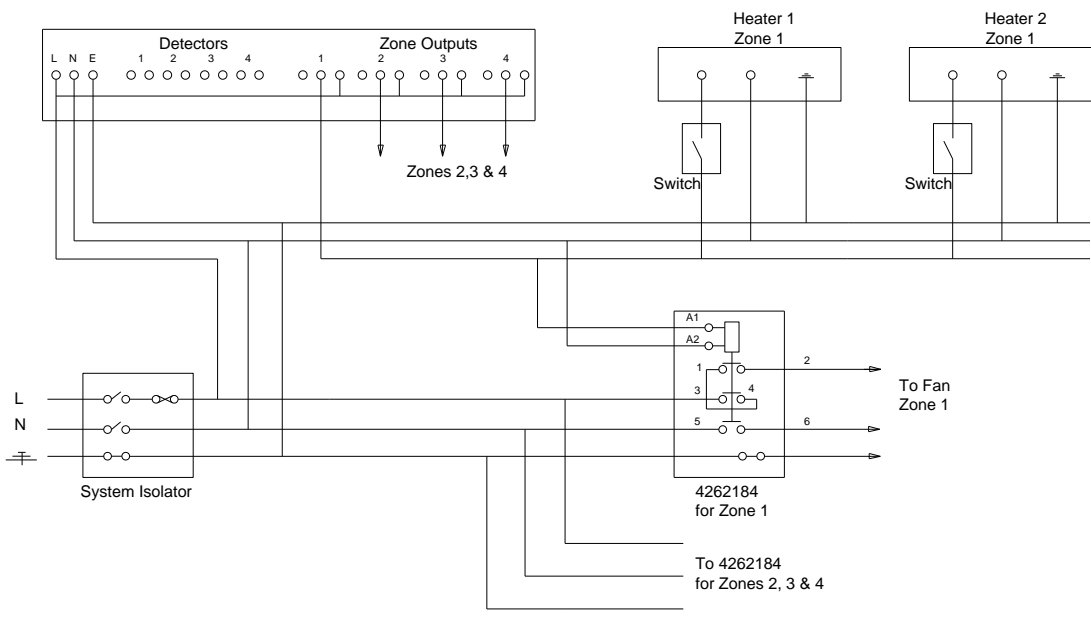 Heater 1
Zone 1
Heater 2
Zone 1
Detectors
Zone Outputs
L N E 1 2 3 4 1 2 3 4
Zones 2,3 & 4
Switch
Switch
A1
A2
1 2
3 4
5 6
To Fan
Zone 1
L
N
System Isolator
4262184
for Zone 1
To 4262184
for Zones 2, 3 & 4